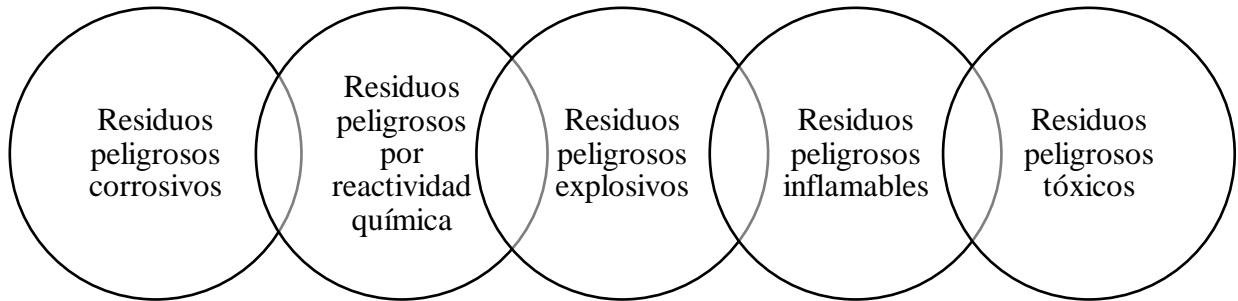 Residuos
peligrosos
corrosivos
Residuos
peligrosos
por
reactividad
química
Residuos
peligrosos
explosivos
Residuos
peligrosos
inflamables
Residuos
peligrosos
tóxicos